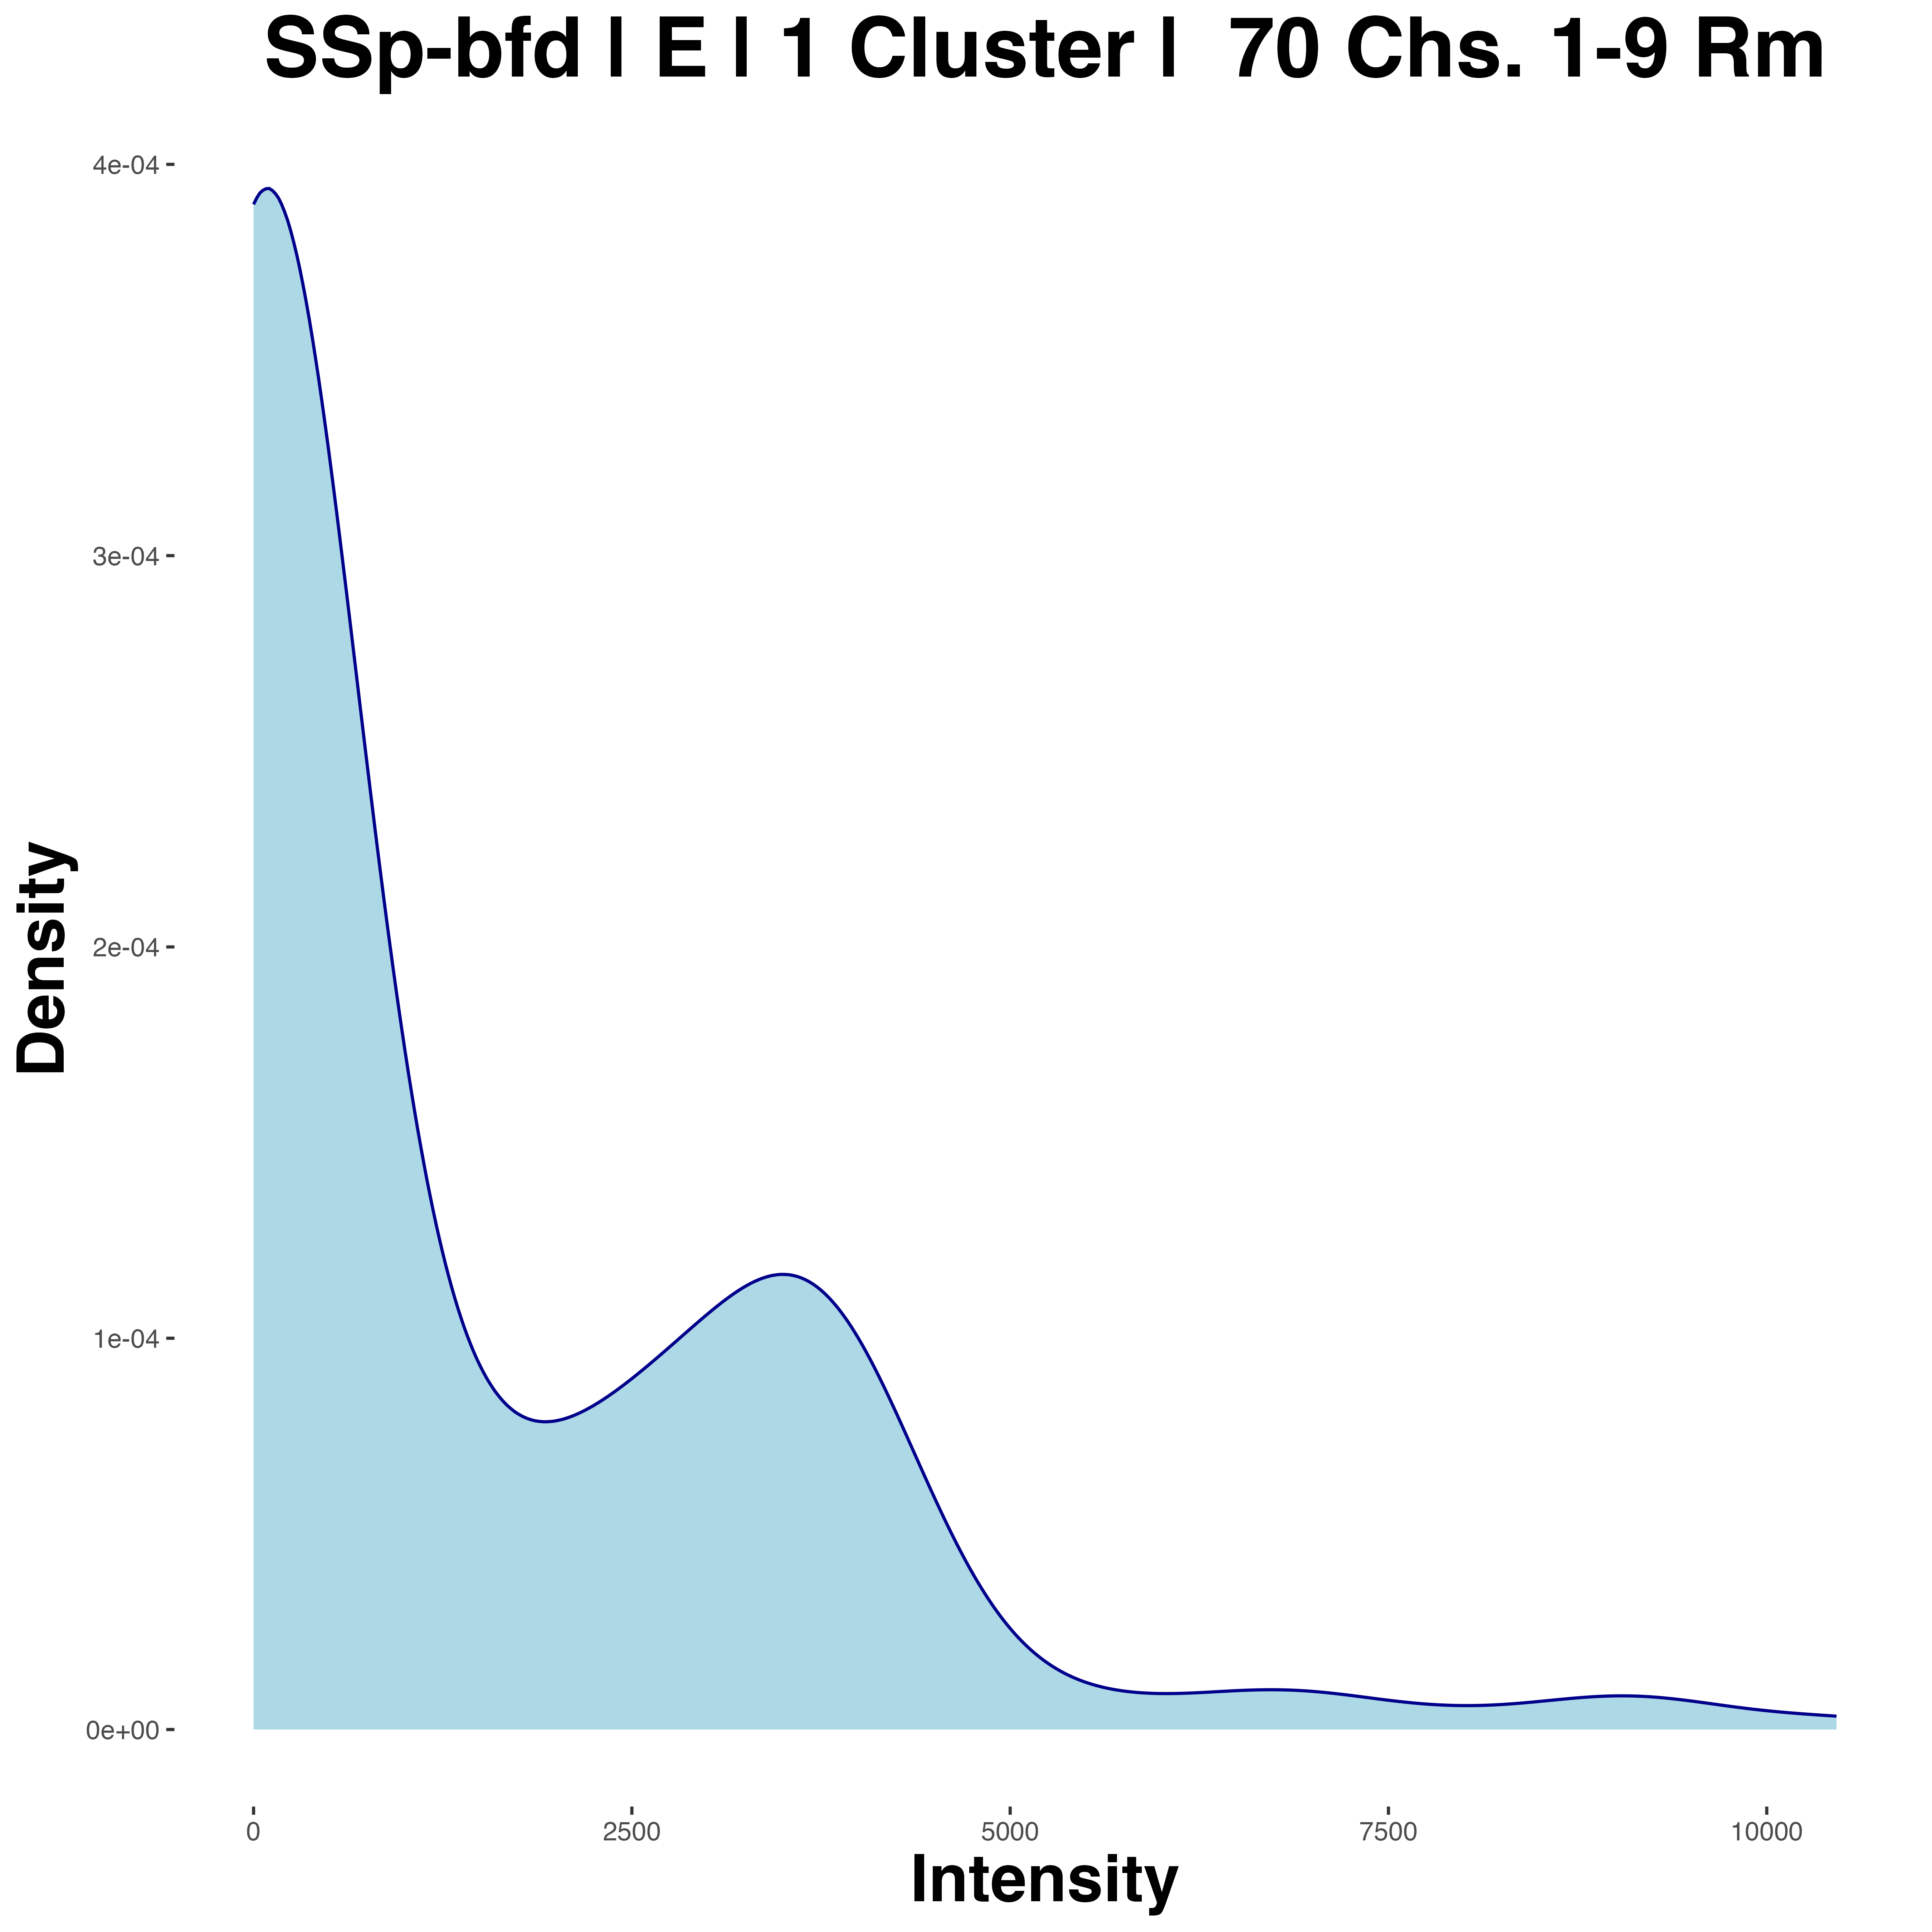 SSp-bfd | E | 1 Cluster | 70 Chs. 1-9 Rm
4e-04
3e-04
2e-04
1e-04
0e+00
Density
0 2500 5000 7500 10000
Intensity